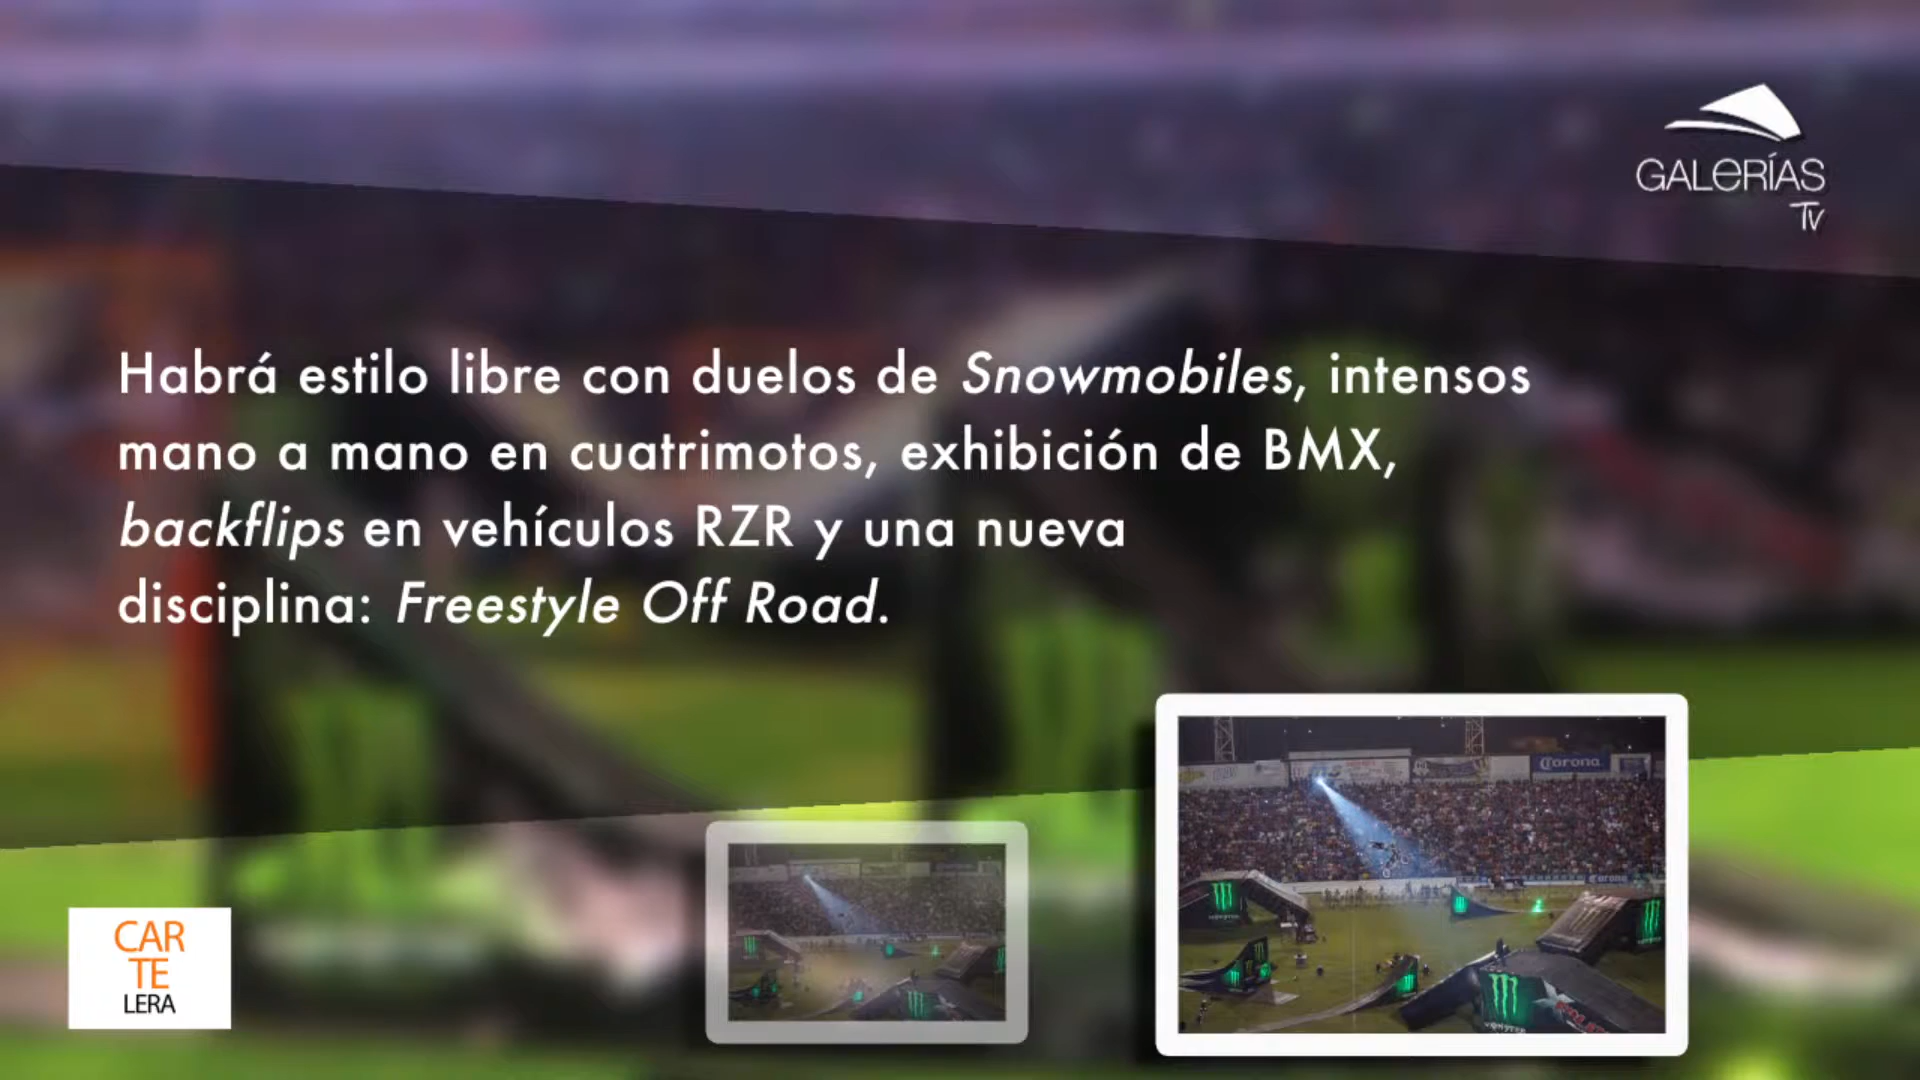 GALERÍAS
Tv
Habrá estilo libre con duelos de Snowmobiles, intensos
mano a mano en cuatrimotos, exhibición de BMX,
backflips en vehículos RZR y una nueva
disciplina: Freestyle Off Road.
Corona
Corona
CAR
TE
LERA